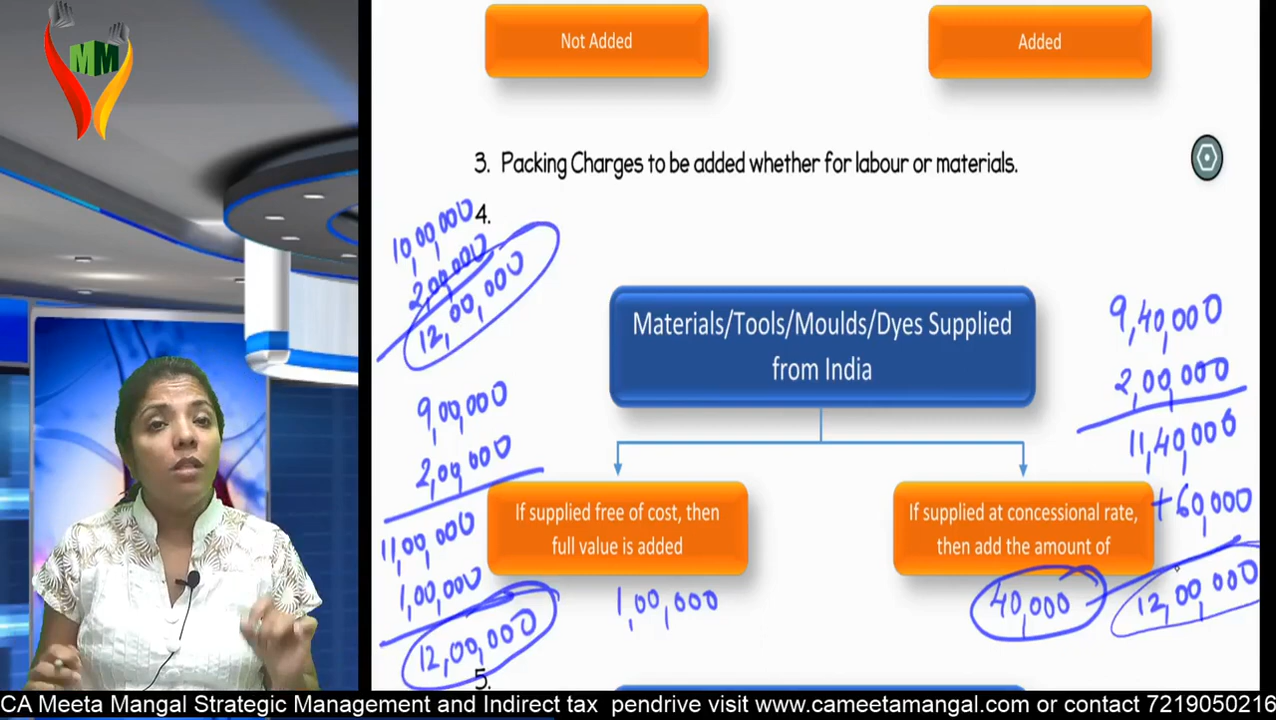 MM
Not Added
Added
3. Packing Charges to be added whether for labour or materials.
4.
10,00,000
2,00,000
12,00,000
Materials/Tools/Moulds/Dyes Supplied
from India
9,00,000
2,00,000
11,00,000
1,00,000
12,00,000
9,40,000
2,00,000
11,40,000
+60,000
12,00,000
If supplied free of cost, then
full value is added
1,00,000
If supplied at concessional rate,
then add the amount of
40,000
5.
CA Meeta Mangal Strategic Management and Indirect tax pendrive visit www.cameetamangal.com or contact 7219050216